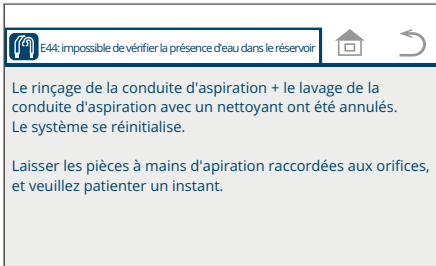 E44: impossible de vérifier la présence d'eau dans le réservoir
Le rinçage de la conduite d'aspiration + le lavage de la
conduite d'aspiration avec un nettoyant ont été annulés.
Le système se réinitialise.
Laisser les pièces à mains d'apiration raccordées aux orifices,
et veuillez patienter un instant.